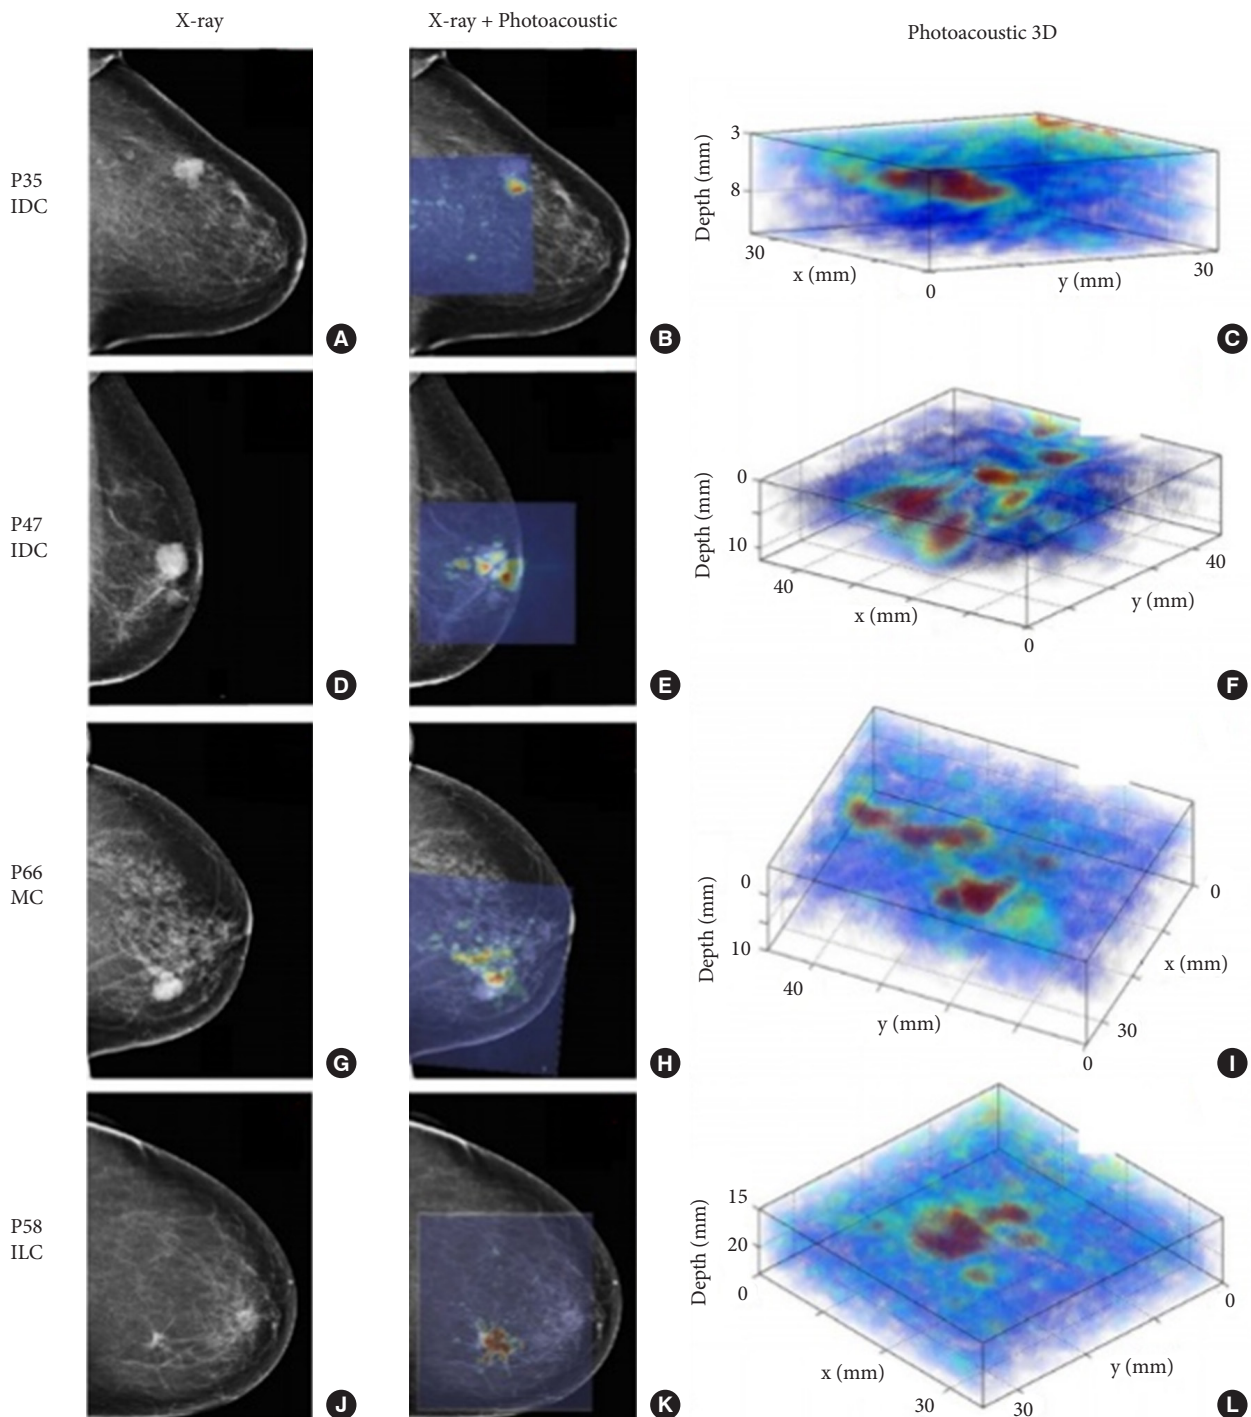 X-ray
X-ray + Photoacoustic
Photoacoustic 3D
P35
IDC
A
B
3
8
Depth (mm)
30
x (mm)
0
y (mm)
30
C
P47
IDC
D
E
0
10
Depth (mm)
40
x (mm)
0
y (mm)
40
F
P66
MC
G
H
0
10
Depth (mm)
40
y (mm)
0
30
x (mm)
0
I
P58
ILC
J
K
15
20
Depth (mm)
0
x (mm)
30
30
y (mm)
0
L